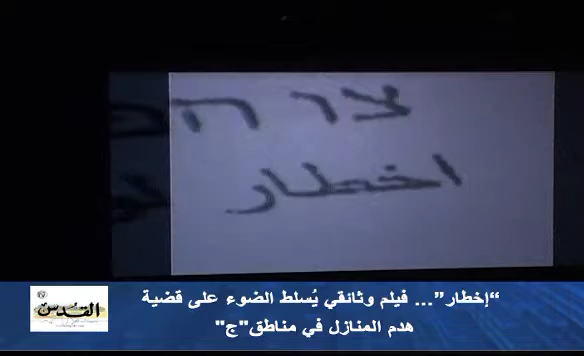 צו ה
اخطار
“إخطار”... فيلم وثائقي يُسلط الضوء على قضية
هدم المنازل في مناطق"ج"
القدس